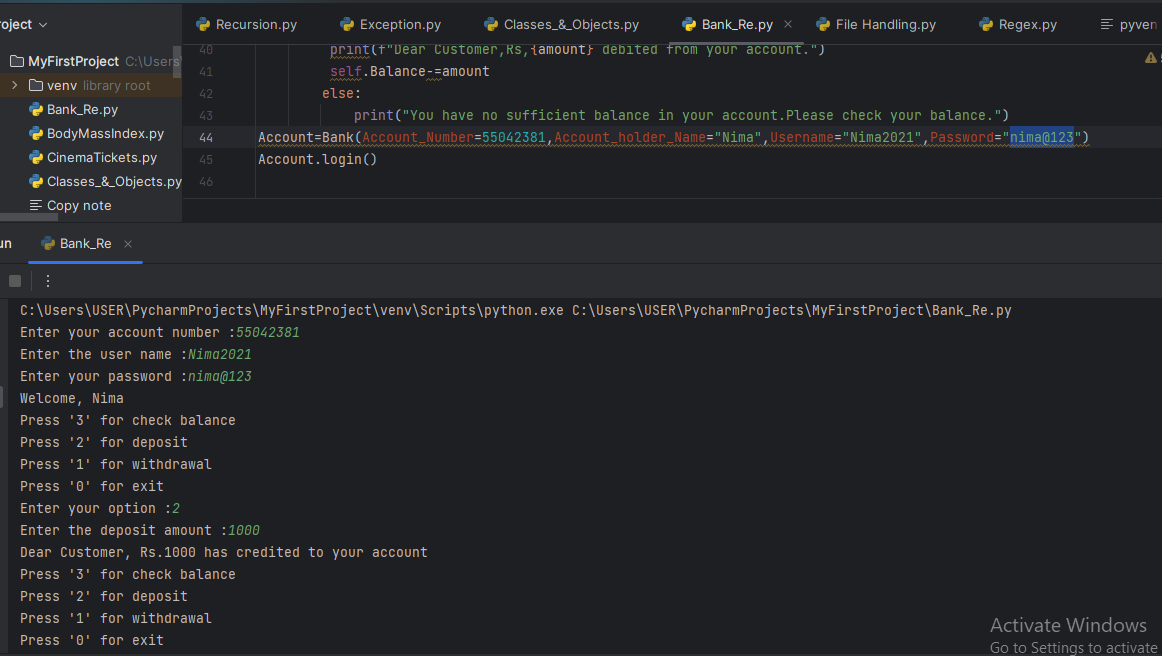 roject
Recursion.py Exception.py Classes_&_Objects.py Bank_Re.py File Handling.py Regex.py pyven
MyFirstProject C:\Users\
venv library root
Bank_Re.py
BodyMassIndex.py
CinemaTickets.py
Classes_&_Objects.py
Copy note
40 print(f"Dear Customer,Rs,{amount} debited from your account.")
41 self.Balance-=amount
42 else:
43 print("You have no sufficient balance in your account.Please check your balance.")
44 Account=Bank(Account_Number=55042381,Account_holder_Name="Nima",Username="Nima2021",Password="nima@123")
45 Account.login()
46
un Bank_Re
C:\Users\USER\PycharmProjects\MyFirstProject\venv\Scripts\python.exe C:\Users\USER\PycharmProjects\MyFirstProject\Bank_Re.py
Enter your account number :55042381
Enter the user name :Nima2021
Enter your password :nima@123
Welcome, Nima
Press '3' for check balance
Press '2' for deposit
Press '1' for withdrawal
Press '0' for exit
Enter your option :2
Enter the deposit amount :1000
Dear Customer, Rs.1000 has credited to your account
Press '3' for check balance
Press '2' for deposit
Press '1' for withdrawal
Press '0' for exit
Activate Windows
Go to Settings to activate